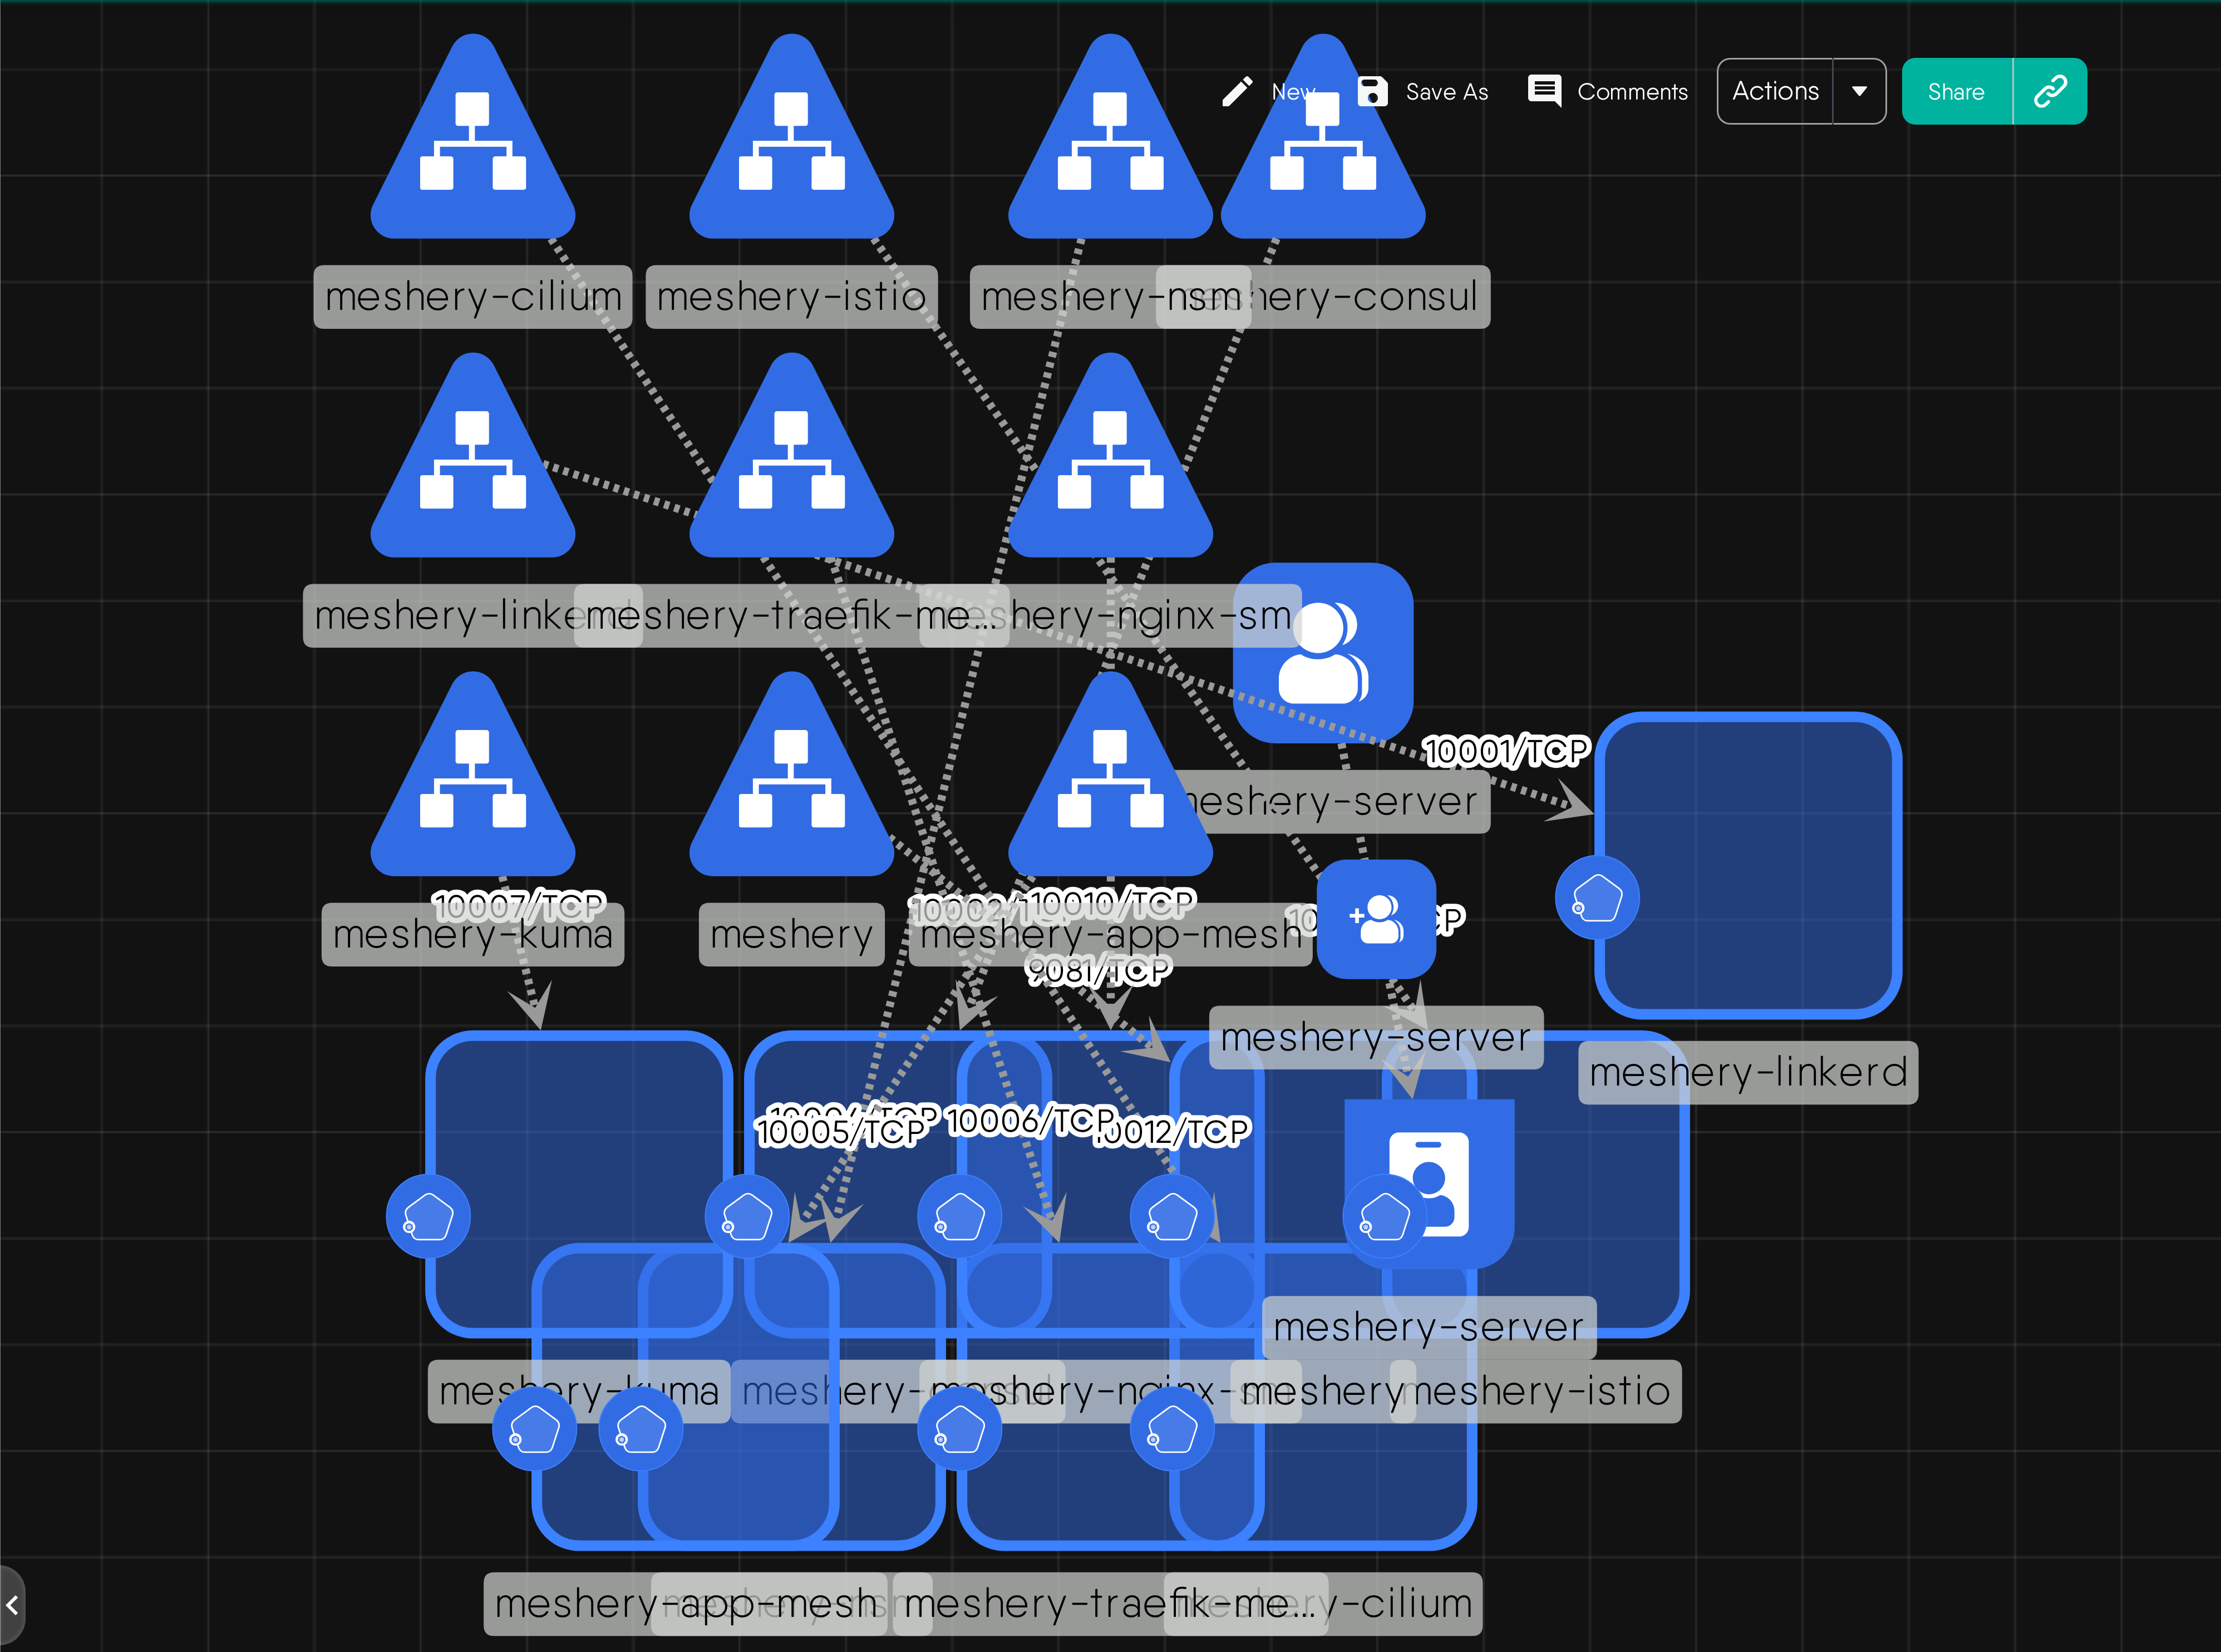 New
Save As
Comments
Actions
Share
meshery-cilium
meshery-istio
meshery-nsm
meshery-consul
meshery-traefik-me...
meshery-nginx-sm
meshery-server
10001/TCP
10007/TCP
10010/TCP
meshery-kuma
meshery
meshery-app-mesh
9081/TCP
meshery-server
meshery-linkerd
10005/TCP
10006/TCP
10012/TCP
meshery-server
meshery-kuma
meshery-nginx-sm
meshery
meshery-istio
meshery-app-mesh
meshery-traefik-me...
meshery-cilium